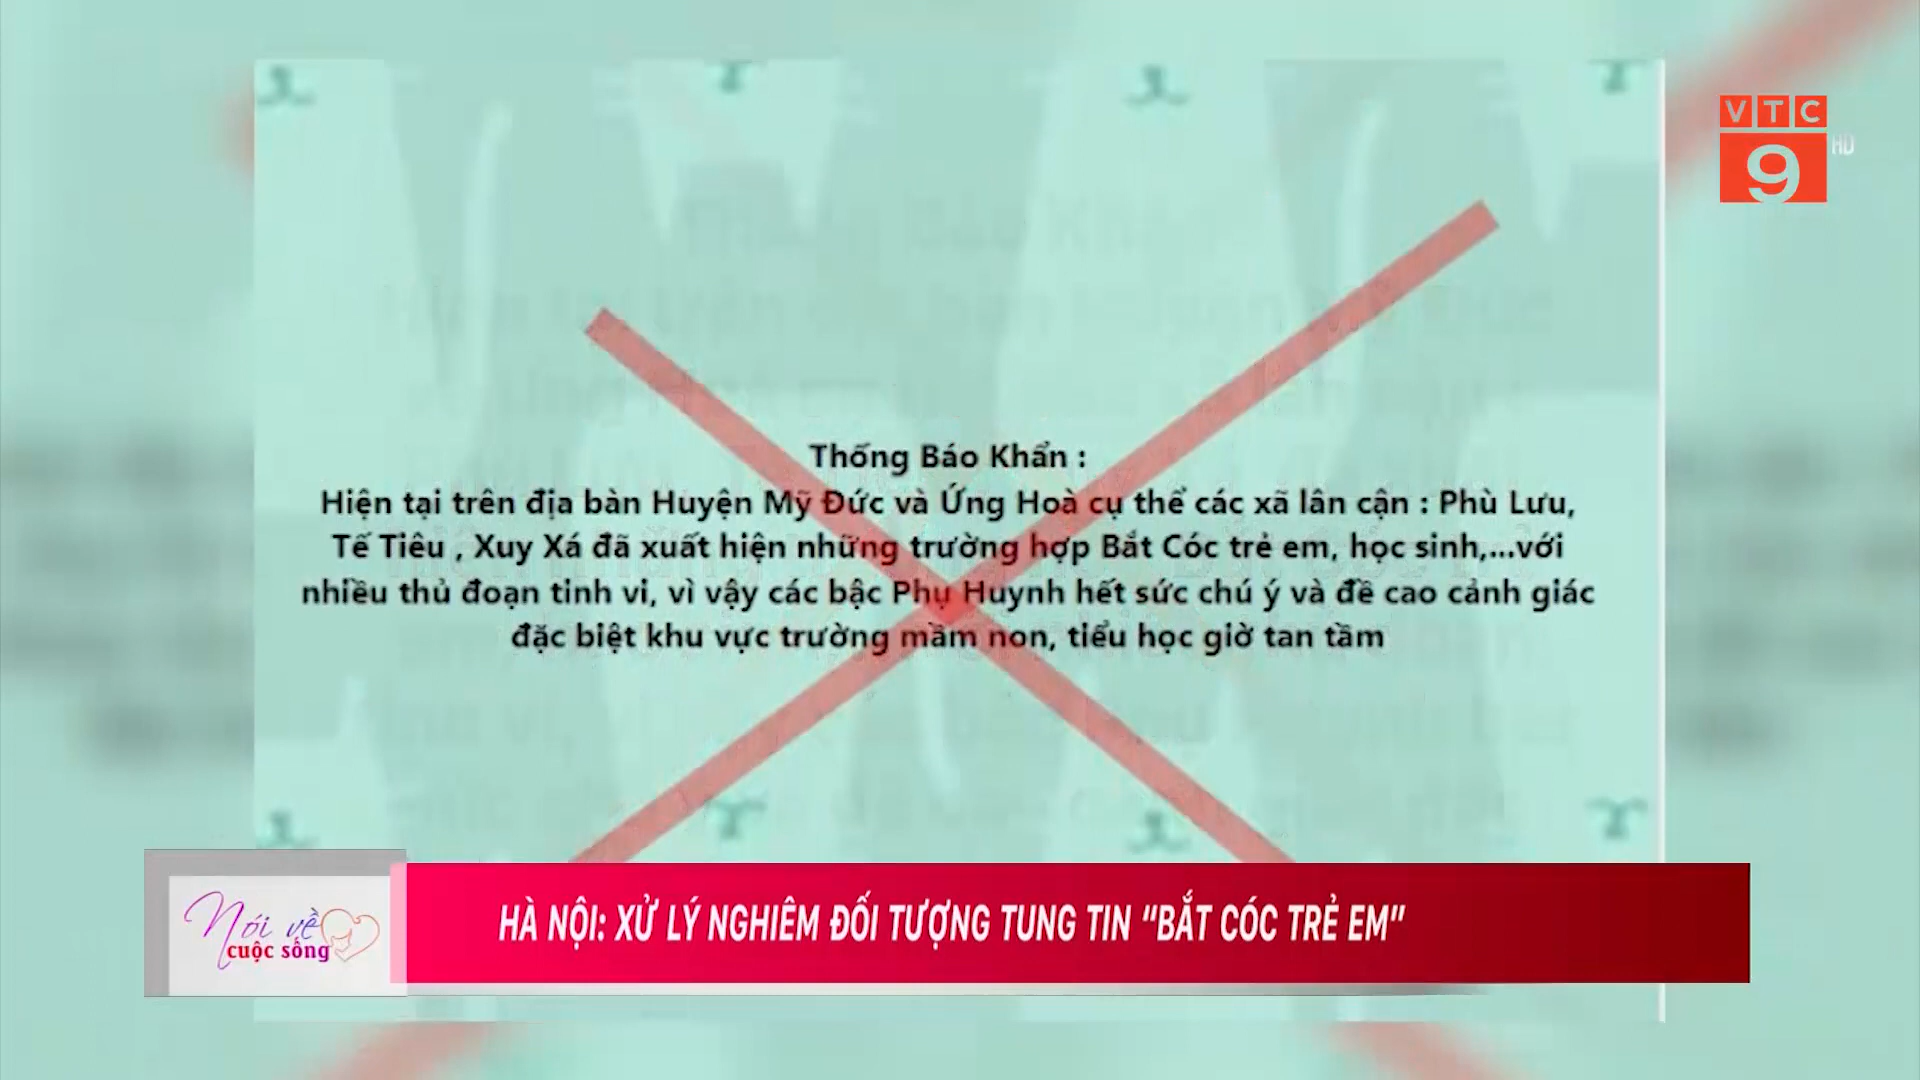 VTC
9
HD
Thống Báo Khẩn :
Hiện tại trên địa bàn Huyện Mỹ Đức và Ứng Hoà cụ thể các xã lân cận : Phù Lưu,
Tế Tiêu , Xuy Xá đã xuất hiện những trường hợp Bắt Cóc trẻ em, học sinh,...với
nhiều thủ đoạn tinh vi, vì vậy các bậc Phụ Huynh hết sức chú ý và đề cao cảnh giác
đặc biệt khu vực trường mầm non, tiểu học giờ tan tầm
Nói về
cuộc sống
HÀ NỘI: XỬ LÝ NGHIÊM ĐỐI TƯỢNG TUNG TIN “BẮT CÓC TRẺ EM”